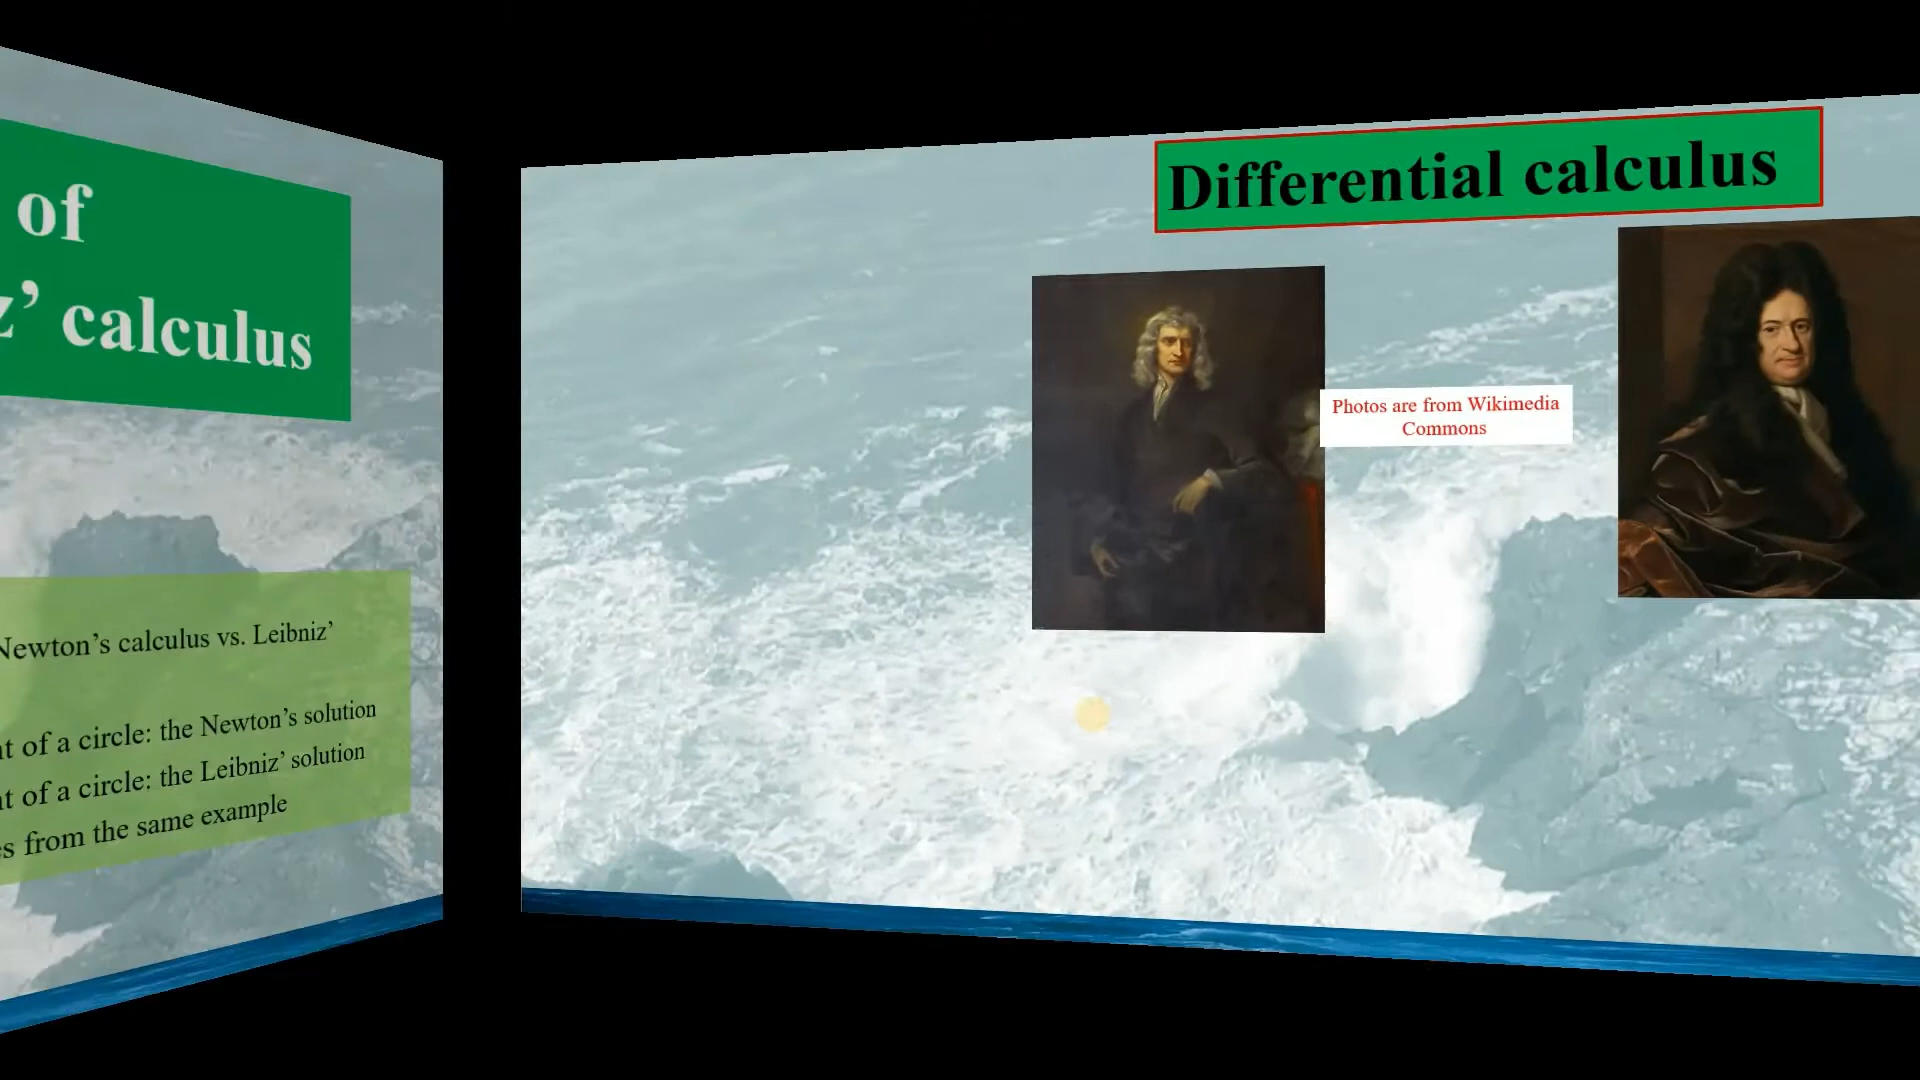 of
z’ calculus
Newton’s calculus vs. Leibniz’
of a circle: the Newton’s solution
of a circle: the Leibniz’ solution
from the same example
Differential calculus
Photos are from Wikimedia
Commons